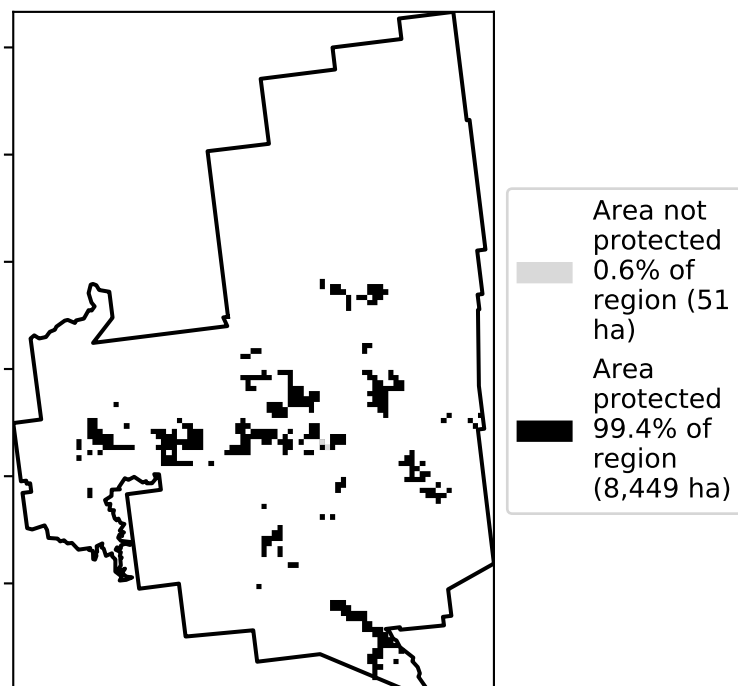 Area not
protected
0.6% of
region (51
ha)
Area
protected
99.4% of
region
(8,449 ha)